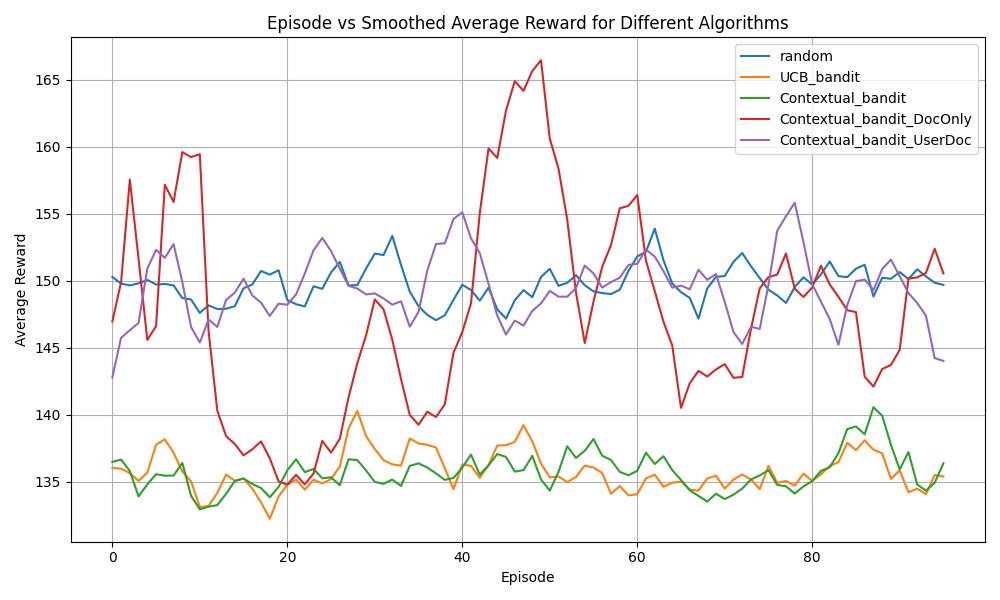 Episode vs Smoothed Average Reward for Different Algorithms
random
UCB_bandit
Contextual_bandit
Contextual_bandit_DocOnly
Contextual_bandit_UserDoc
165
160
155
150
145
140
135
Average Reward
0 20 40 60 80
Episode